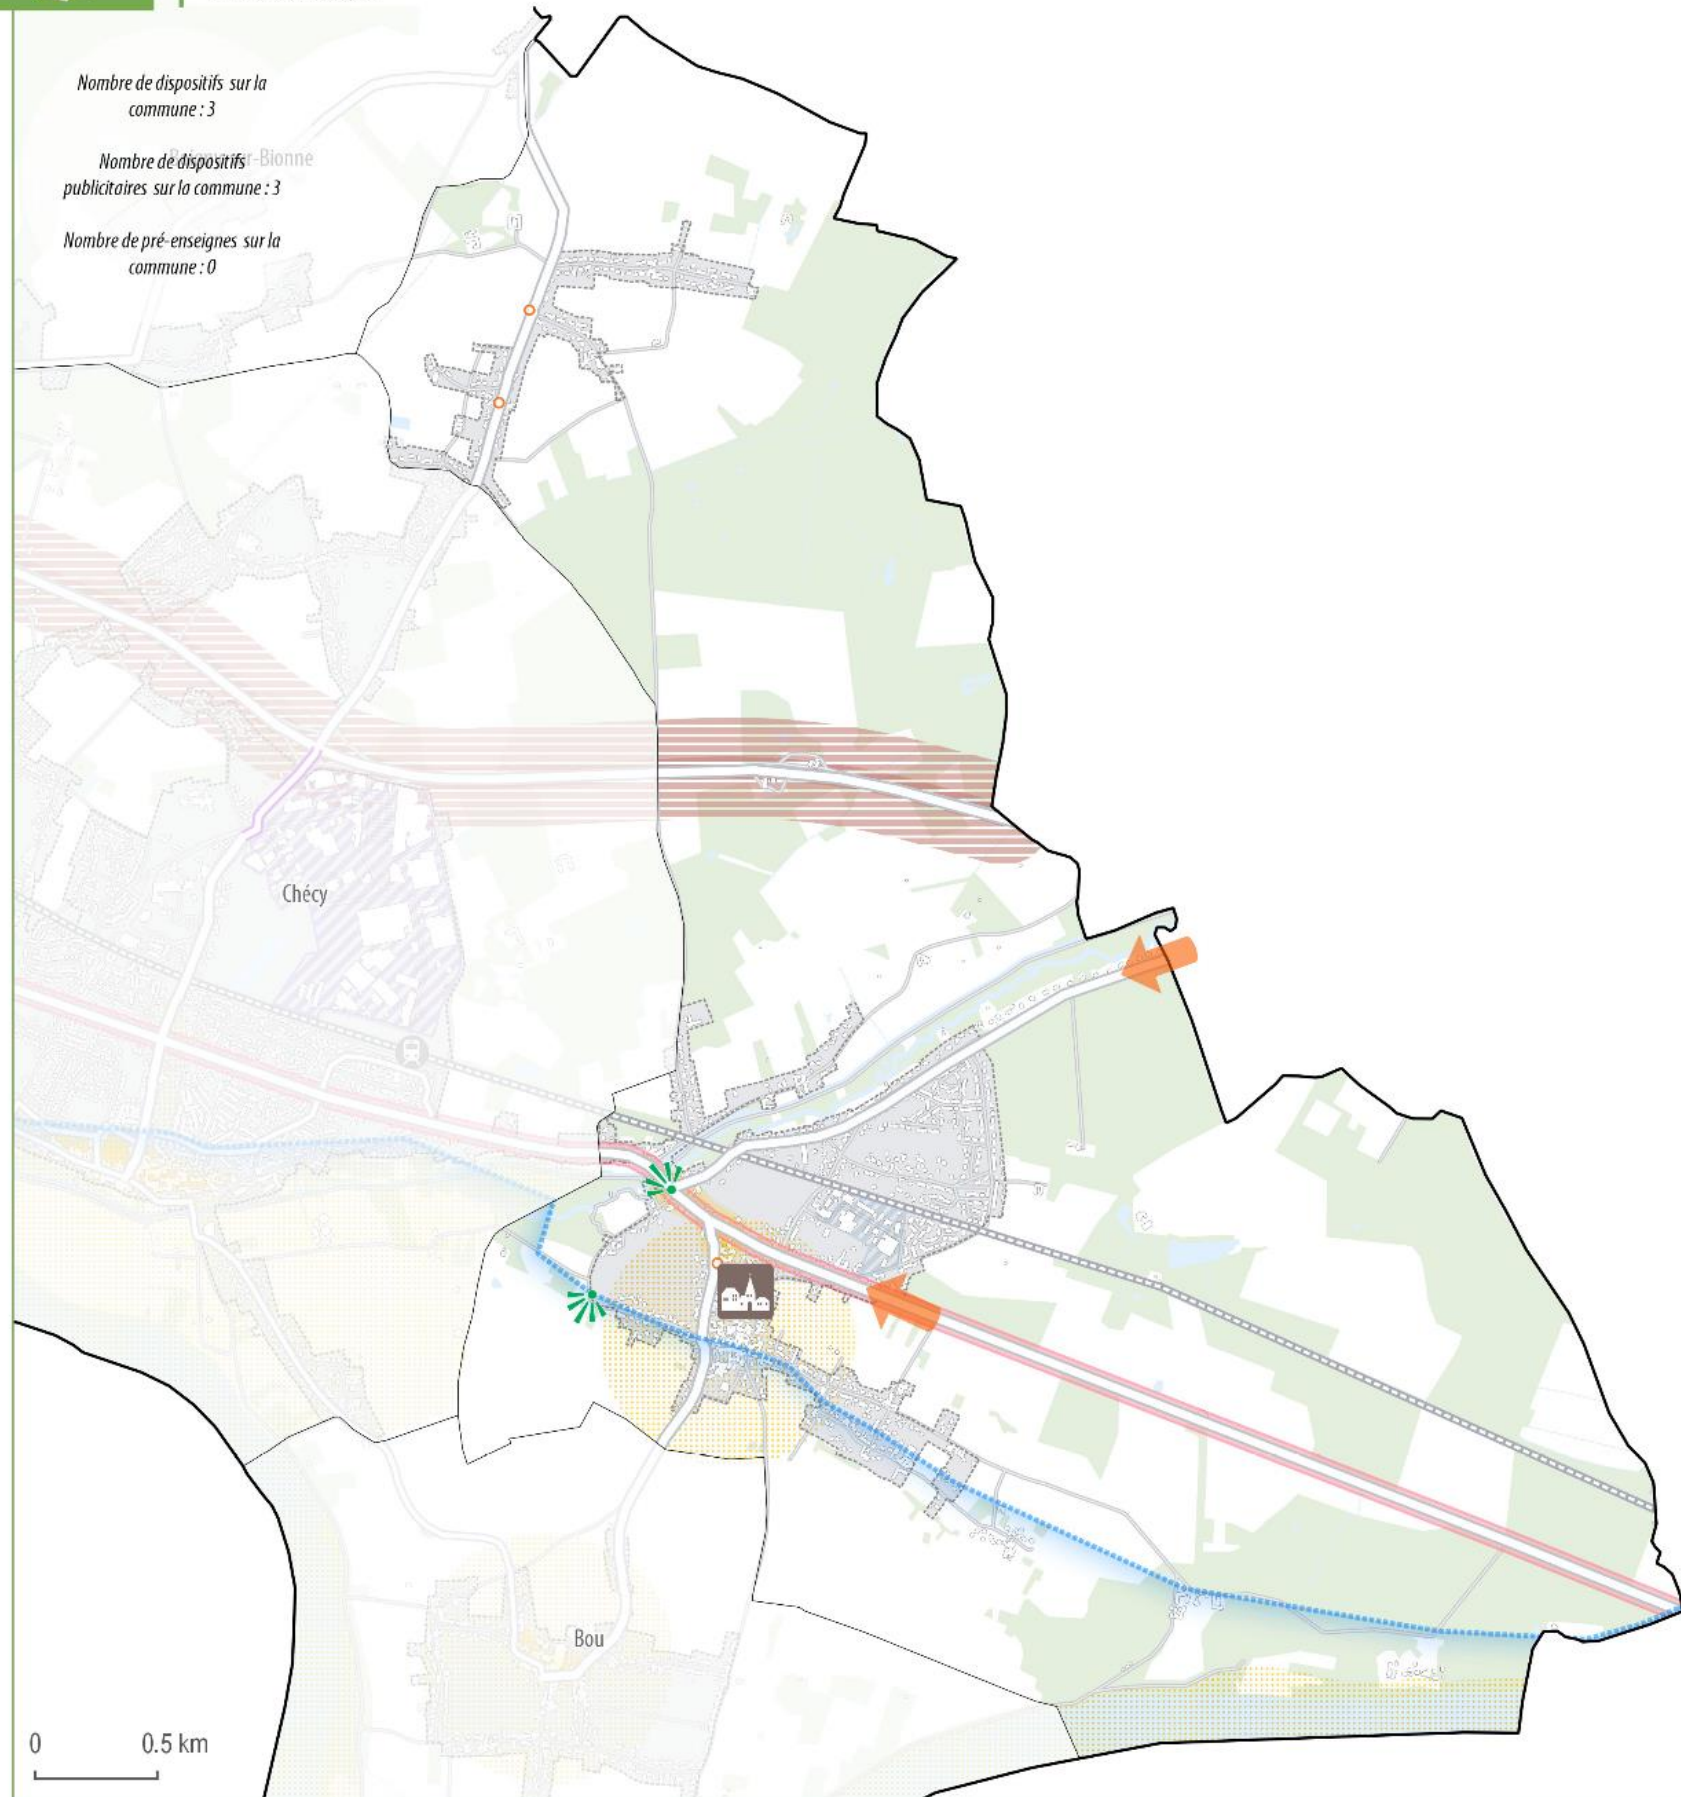 Nombre de dispositifs sur la
commune : 3
Nombre de dispositifs
publicitaires sur la commune : 3
Nombre de pré-enseignes sur la
commune : 0
-Bionne
Chécy
Bou
0 0.5 km